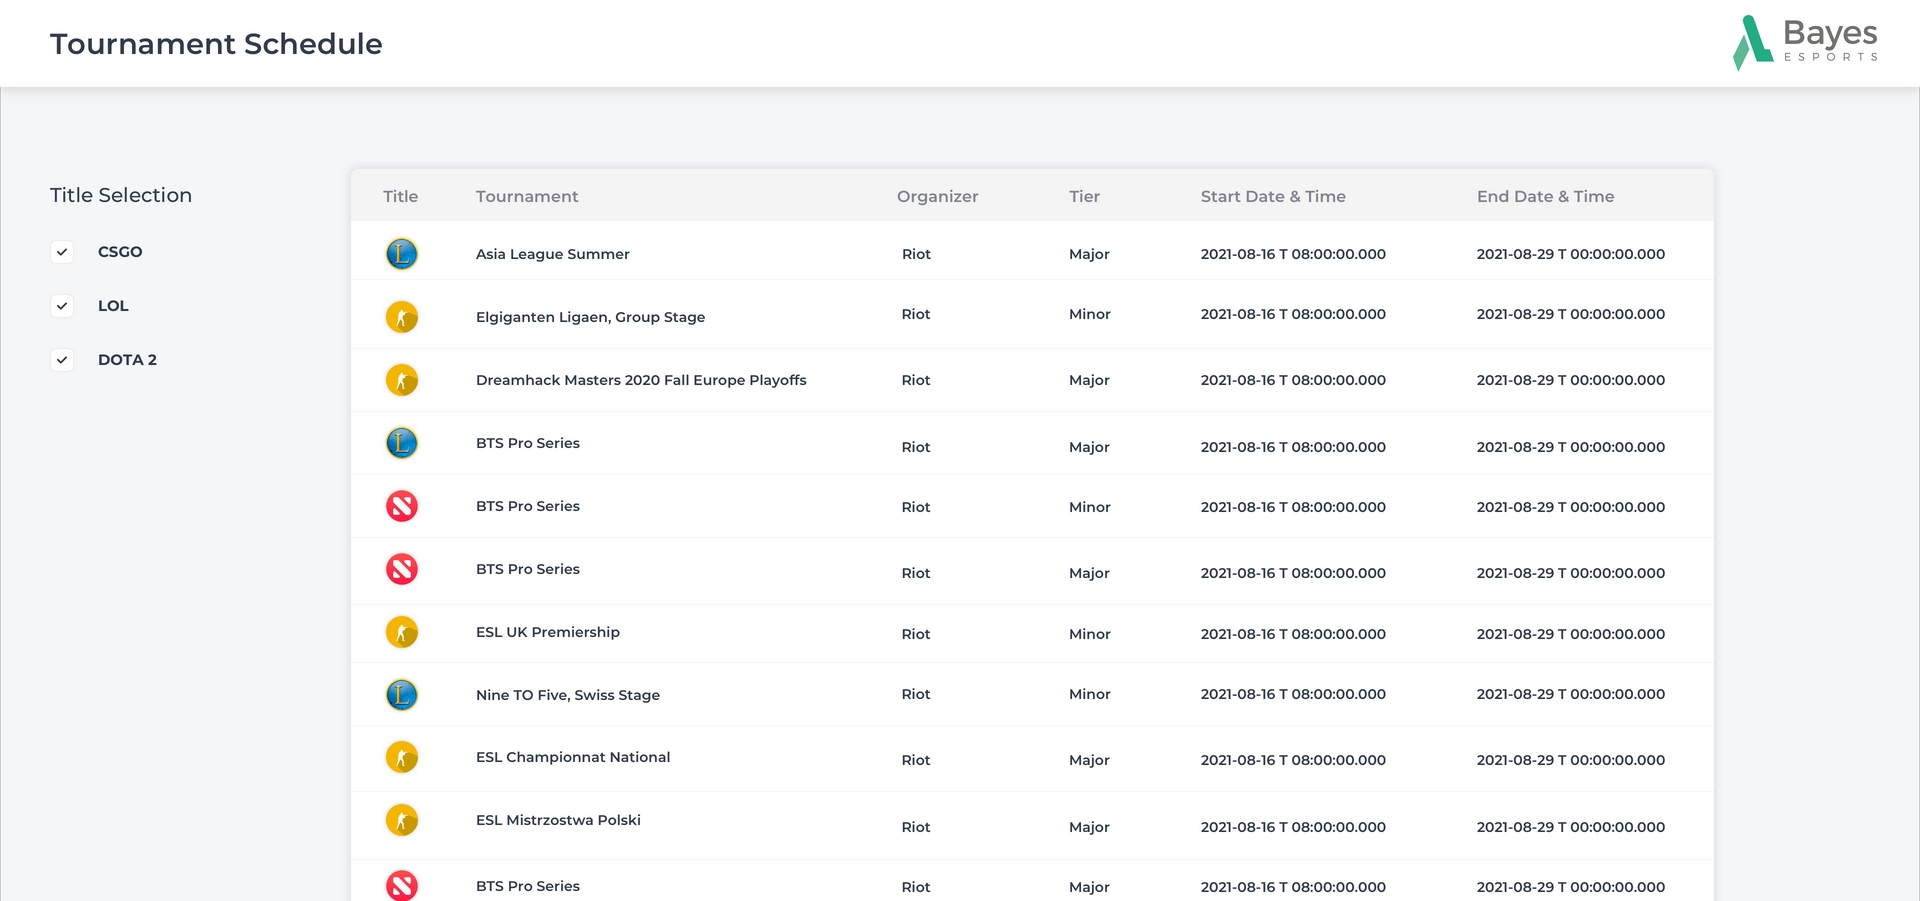 Tournament Schedule
Bayes
ESPORTS
Title Selection
CSGO
LOL
DOTA 2
Title Tournament Organizer Tier Start Date & Time End Date & Time
L Asia League Summer Riot Major 2021-08-16 T 08:00:00.000 2021-08-29 T 00:00:00.000
Elgiganten Ligaen, Group Stage Riot Minor 2021-08-16 T 08:00:00.000 2021-08-29 T 00:00:00.000
Dreamhack Masters 2020 Fall Europe Playoffs Riot Major 2021-08-16 T 08:00:00.000 2021-08-29 T 00:00:00.000
L BTS Pro Series Riot Major 2021-08-16 T 08:00:00.000 2021-08-29 T 00:00:00.000
BTS Pro Series Riot Minor 2021-08-16 T 08:00:00.000 2021-08-29 T 00:00:00.000
BTS Pro Series Riot Major 2021-08-16 T 08:00:00.000 2021-08-29 T 00:00:00.000
ESL UK Premiership Riot Minor 2021-08-16 T 08:00:00.000 2021-08-29 T 00:00:00.000
L Nine TO Five, Swiss Stage Riot Minor 2021-08-16 T 08:00:00.000 2021-08-29 T 00:00:00.000
ESL Championnat National Riot Major 2021-08-16 T 08:00:00.000 2021-08-29 T 00:00:00.000
ESL Mistrzostwa Polski Riot Major 2021-08-16 T 08:00:00.000 2021-08-29 T 00:00:00.000
BTS Pro Series Riot Major 2021-08-16 T 08:00:00.000 2021-08-29 T 00:00:00.000